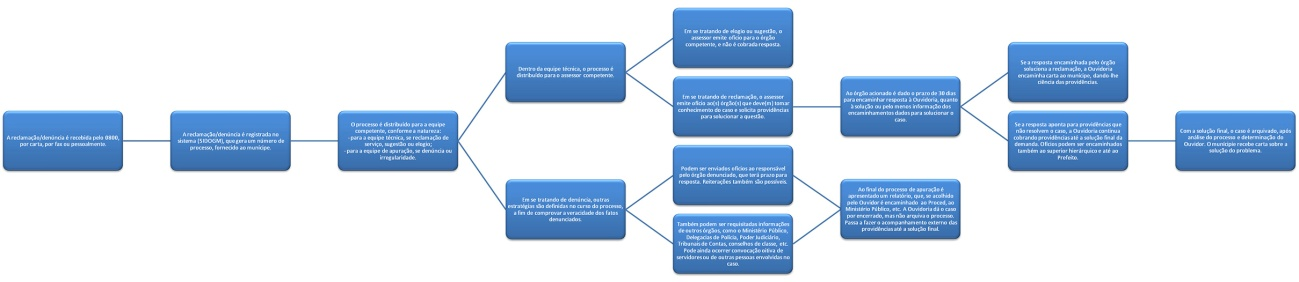 A reclamação/denúncia é recebida pelo 0800,
por carta, por fax ou pessoalmente.
A reclamação/denúncia é registrada no
sistema (SIDOGM), que gera um número de
processo, fornecido ao munícipe.
O processo é distribuído para a equipe
competente, conforme a natureza:
- para a equipe técnica, se reclamação de
serviço, sugestão ou elogio;
- para a equipe de apuração, se denúncia ou
irregularidade.
Dentro da equipe técnica, o processo é
distribuído para o assessor competente.
Em se tratando de elogio ou sugestão, o
assessor emite ofício para o órgão
competente, e não é cobrada resposta.
Em se tratando de reclamação, o assessor
emite ofício ao(s) órgão(s) que deve(m) tomar
conhecimento do caso e solicita providências
para solucionar a questão.
Ao órgão acionado é dado o prazo de 30 dias
para encaminhar resposta à Ouvidoria, quanto
à solução ou pelo menos informação dos
encaminhamentos dados para solucionar o
caso.
Se a resposta encaminhada pelo órgão
soluciona a reclamação, a Ouvidoria
encaminha carta ao munícipe, dando-lhe
ciência das providências.
Se a resposta aponta para providências que
não resolvem o caso, a Ouvidoria continua
cobrando providências até a solução final da
demanda. Ofícios podem ser encaminhados
também ao superior hierárquico e até ao
Prefeito.
Com a solução final, o caso é arquivado, após
análise do processo e determinação do
Ouvidor. O munícipe recebe carta sobre a
solução do problema.
Em se tratando de denúncia, outras
estratégias são definidas no curso do processo,
a fim de comprovar a veracidade dos fatos
denunciados.
Podem ser enviados ofícios ao responsável
pelo órgão denunciado, que terá prazo para
resposta. Reiterações também são possíveis.
Também podem ser requisitadas informações
de outros órgãos, como o Ministério Público,
Delegacias de Polícia, Poder Judiciário,
Tribunais de Contas, conselhos de classe, etc.
Pode ainda ocorrer convocação oitiva de
servidores ou de outras pessoas envolvidas no
caso.
Ao final do processo de apuração é
apresentado um relatório, que, se acolhido
pelo Ouvidor é encaminhado ao Proced, ao
Ministério Público, etc. A Ouvidoria dá o caso
por encerrado, mas não arquiva o processo.
Passa a fazer o acompanhamento externo das
providências até a solução final.